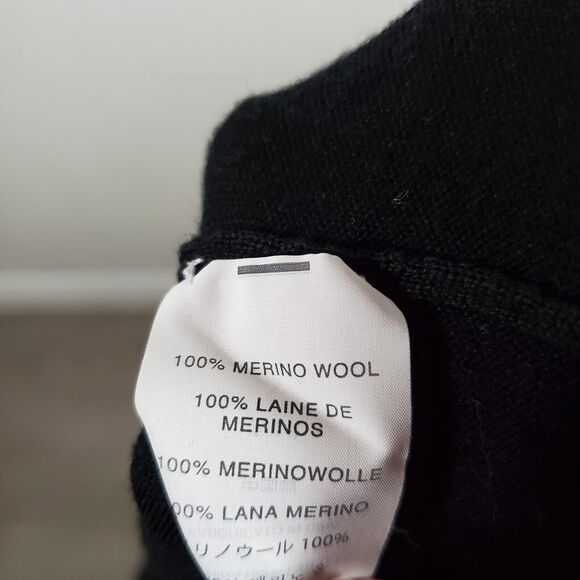 100% MERINO WOOL
100% LAINE DE
MERINOS
100% MERINOWOLLE
00% LANA MERINO
リノウール 100%